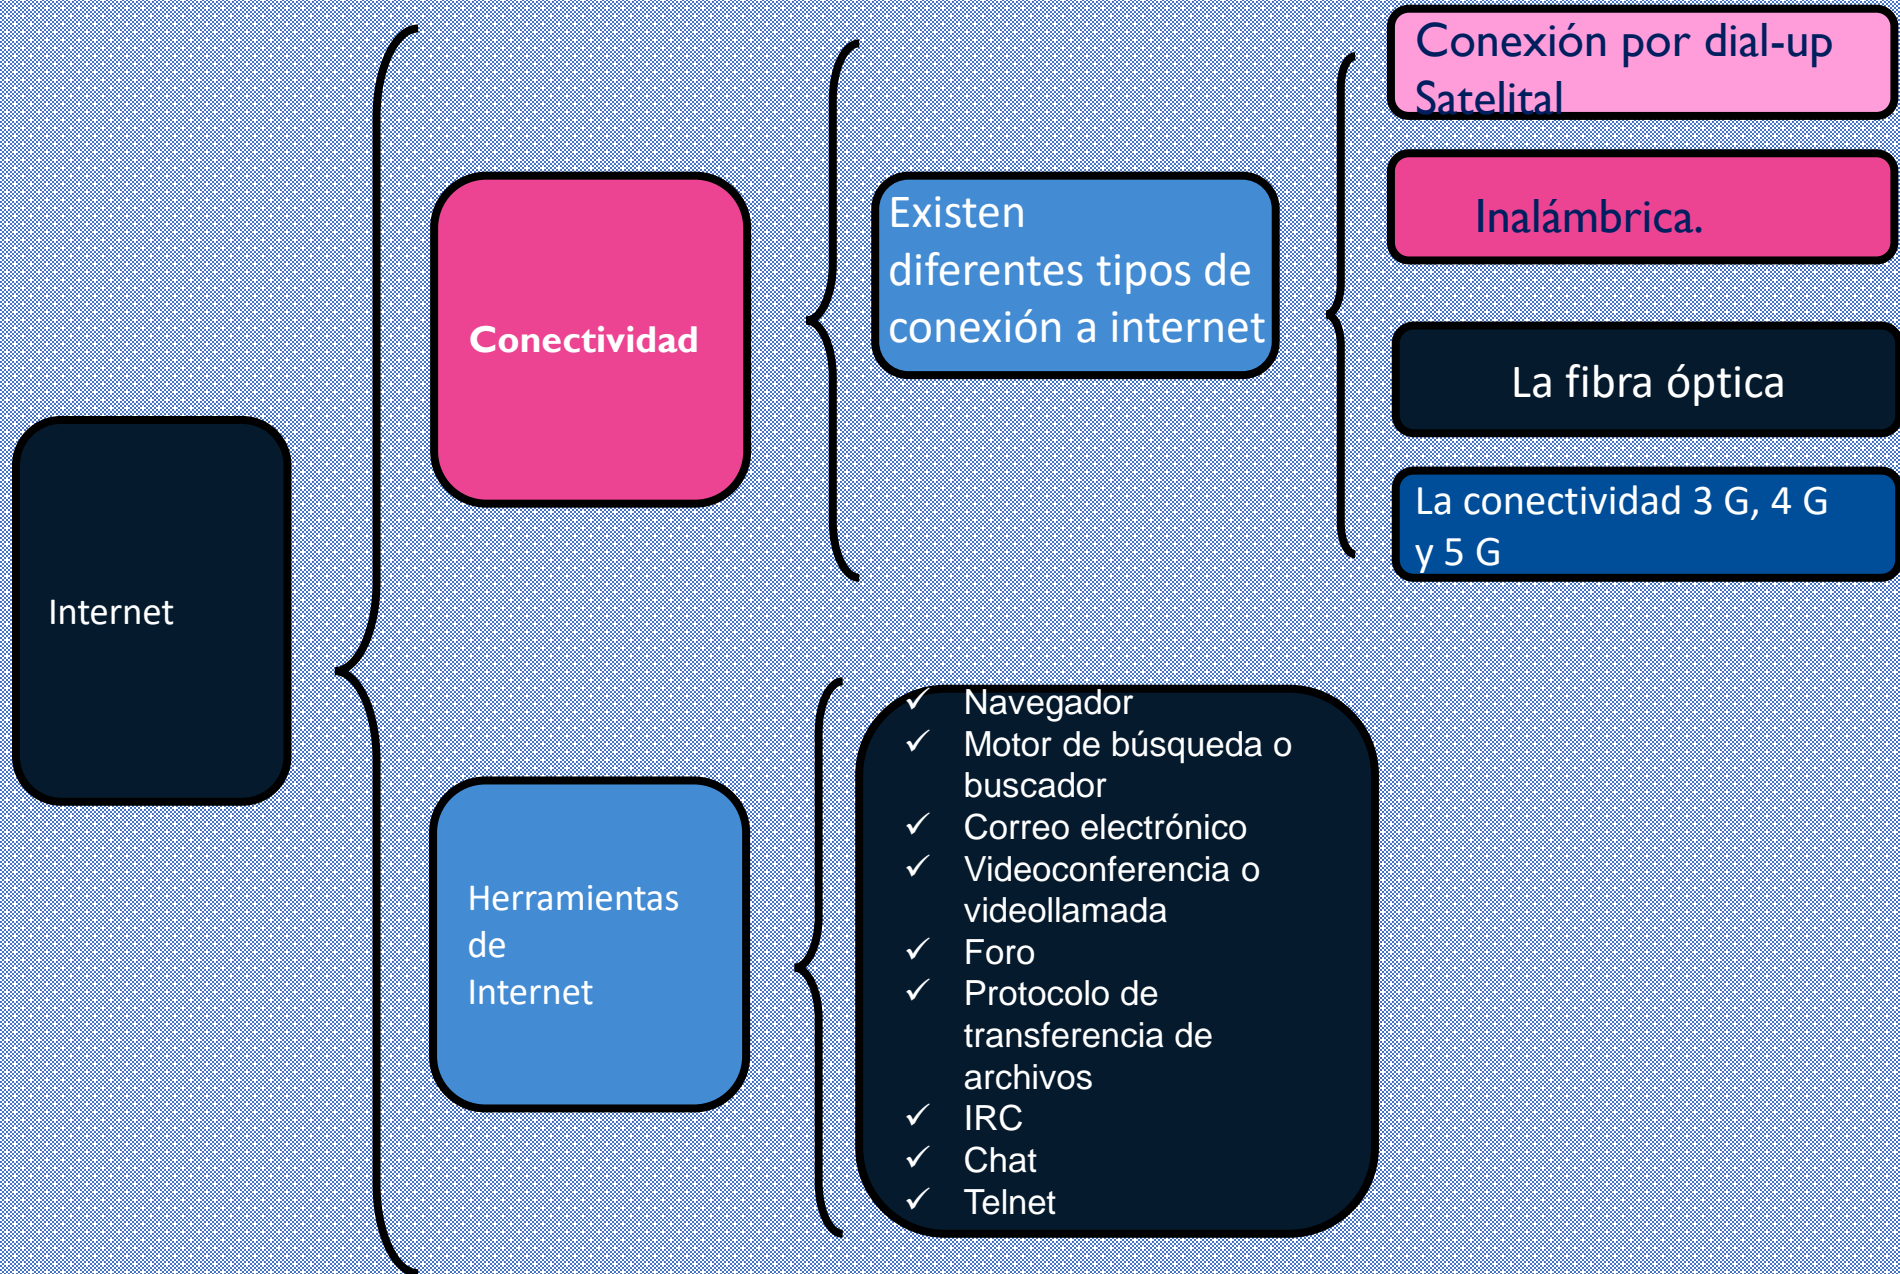 Internet
Conectividad
Existen
diferentes tipos de
conexión a internet
Conexión por dial-up
Satelital
Inalámbrica.
La fibra óptica
La conectividad 3 G, 4 G
y 5 G
Herramientas
de
Internet
✓ Navegador
✓ Motor de búsqueda o
buscador
✓ Correo electrónico
✓ Videoconferencia o
videollamada
✓ Foro
✓ Protocolo de
transferencia de
archivos
✓ IRC
✓ Chat
✓ Telnet